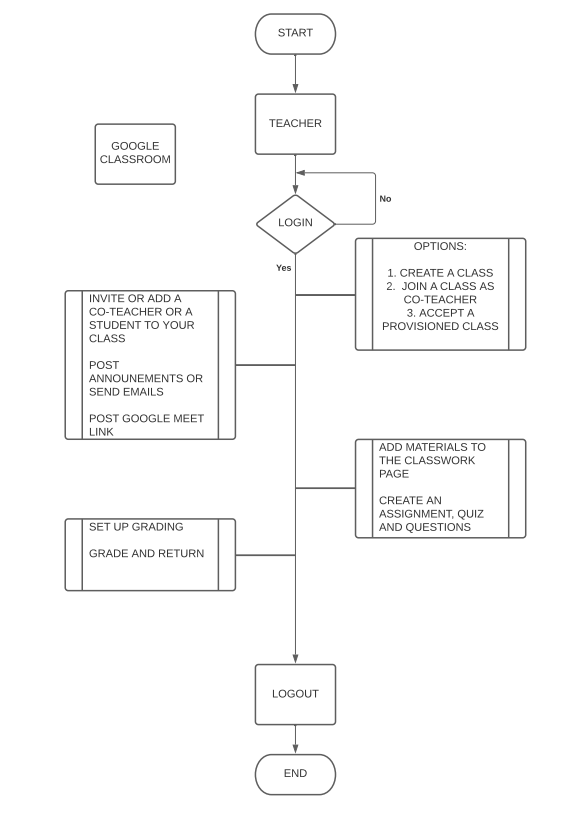 START
TEACHER
GOOGLE
CLASSROOM
No
LOGIN
Yes
OPTIONS:
1. CREATE A CLASS
2. JOIN A CLASS AS
CO-TEACHER
3. ACCEPT A
PROVISIONED CLASS
INVITE OR ADD A
CO-TEACHER OR A
STUDENT TO YOUR
CLASS
POST
ANNOUNEMENTS OR
SEND EMAILS
POST GOOGLE MEET
LINK
ADD MATERIALS TO
THE CLASSWORK
PAGE
CREATE AN
ASSIGNMENT, QUIZ
AND QUESTIONS
SET UP GRADING
GRADE AND RETURN
LOGOUT
END